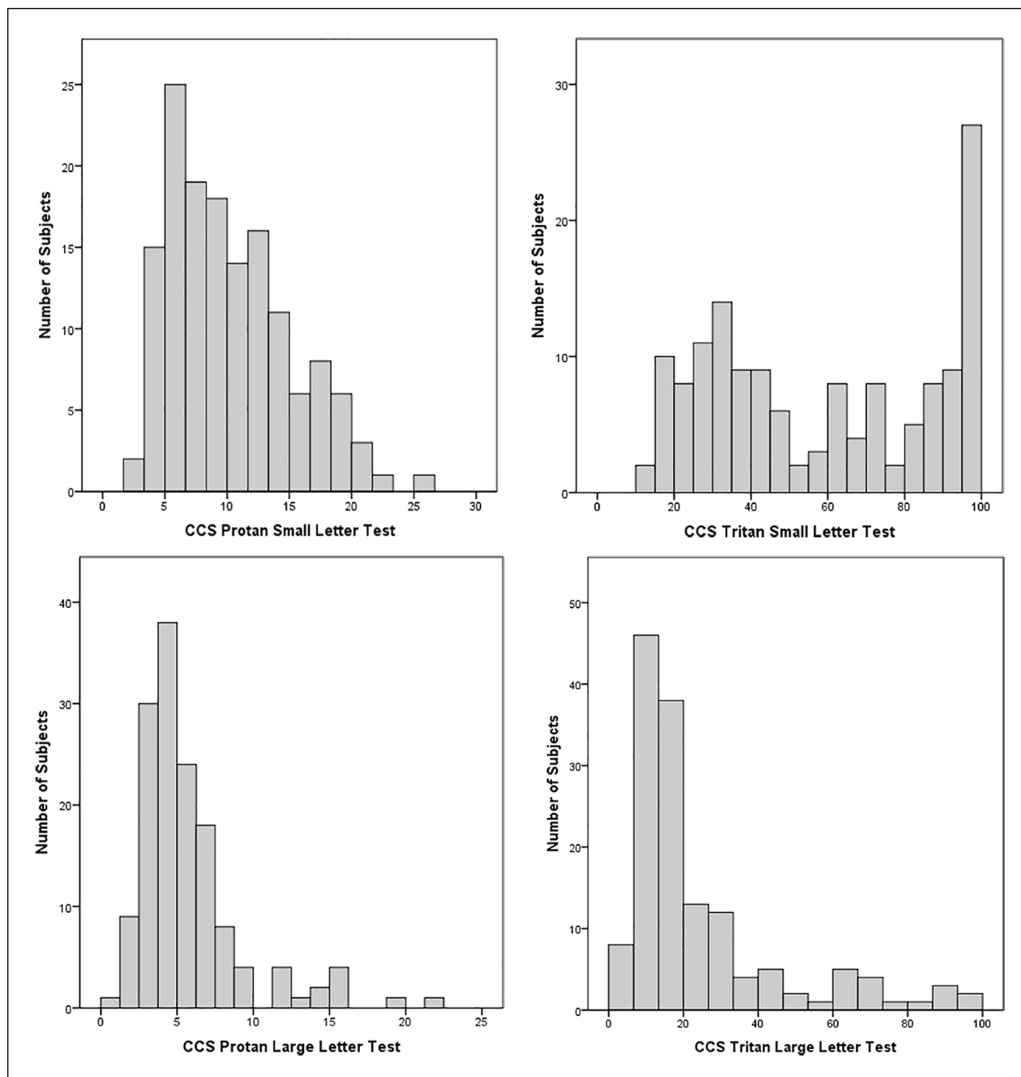 Number of Subjects
25
20
15
10
5
0
0 5 10 15 20 25 30
CCS Protan Small Letter Test
Number of Subjects
30
20
10
0
0 20 40 60 80 100
CCS Tritan Small Letter Test
Number of Subjects
40
30
20
10
0
0 5 10 15 20 25
CCS Protan Large Letter Test
Number of Subjects
50
40
30
20
10
0
0 20 40 60 80 100
CCS Tritan Large Letter Test